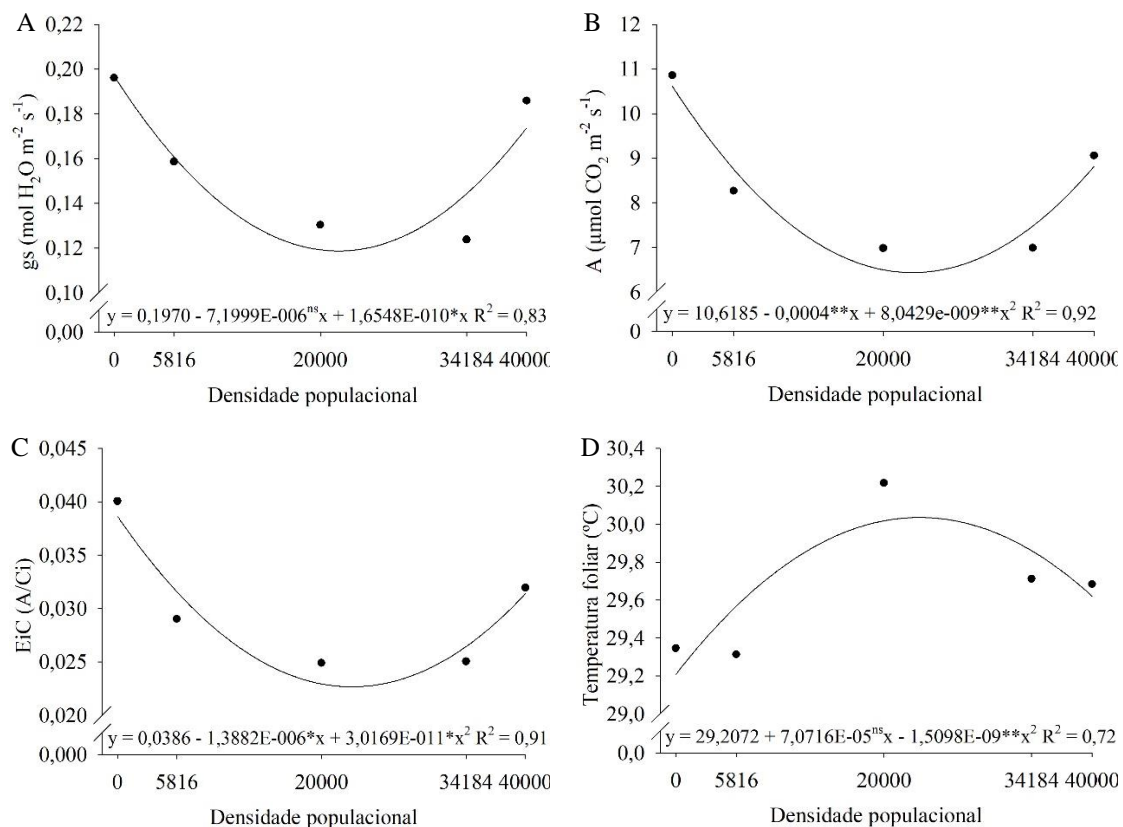 A
0,22
0,20
0,18
0,16
0,14
0,12
0,10
0,00
gs (mol H₂O m⁻² s⁻¹)
y = 0,1970 - 7,1999E-006ⁿˢx + 1,6548E-010*x R² = 0,83
0 5816 20000 34184 40000
Densidade populacional
B
12
11
10
9
8
7
6
0
A (µmol CO₂ m⁻² s⁻¹)
y = 10,6185 - 0,0004**x + 8,0429e-009**x² R² = 0,92
0 5816 20000 34184 40000
Densidade populacional
C
0,045
0,040
0,035
0,030
0,025
0,020
0,000
EiC (A/Ci)
y = 0,0386 - 1,3882E-006*x + 3,0169E-011*x² R² = 0,91
0 5816 20000 34184 40000
Densidade populacional
D
30,4
30,2
30,0
29,8
29,6
29,4
29,2
29,0
0,0
Temperatura foliar (ºC)
y = 29,2072 + 7,0716E-05ⁿˢx - 1,5098E-09**x² R² = 0,72
0 5816 20000 34184 40000
Densidade populacional